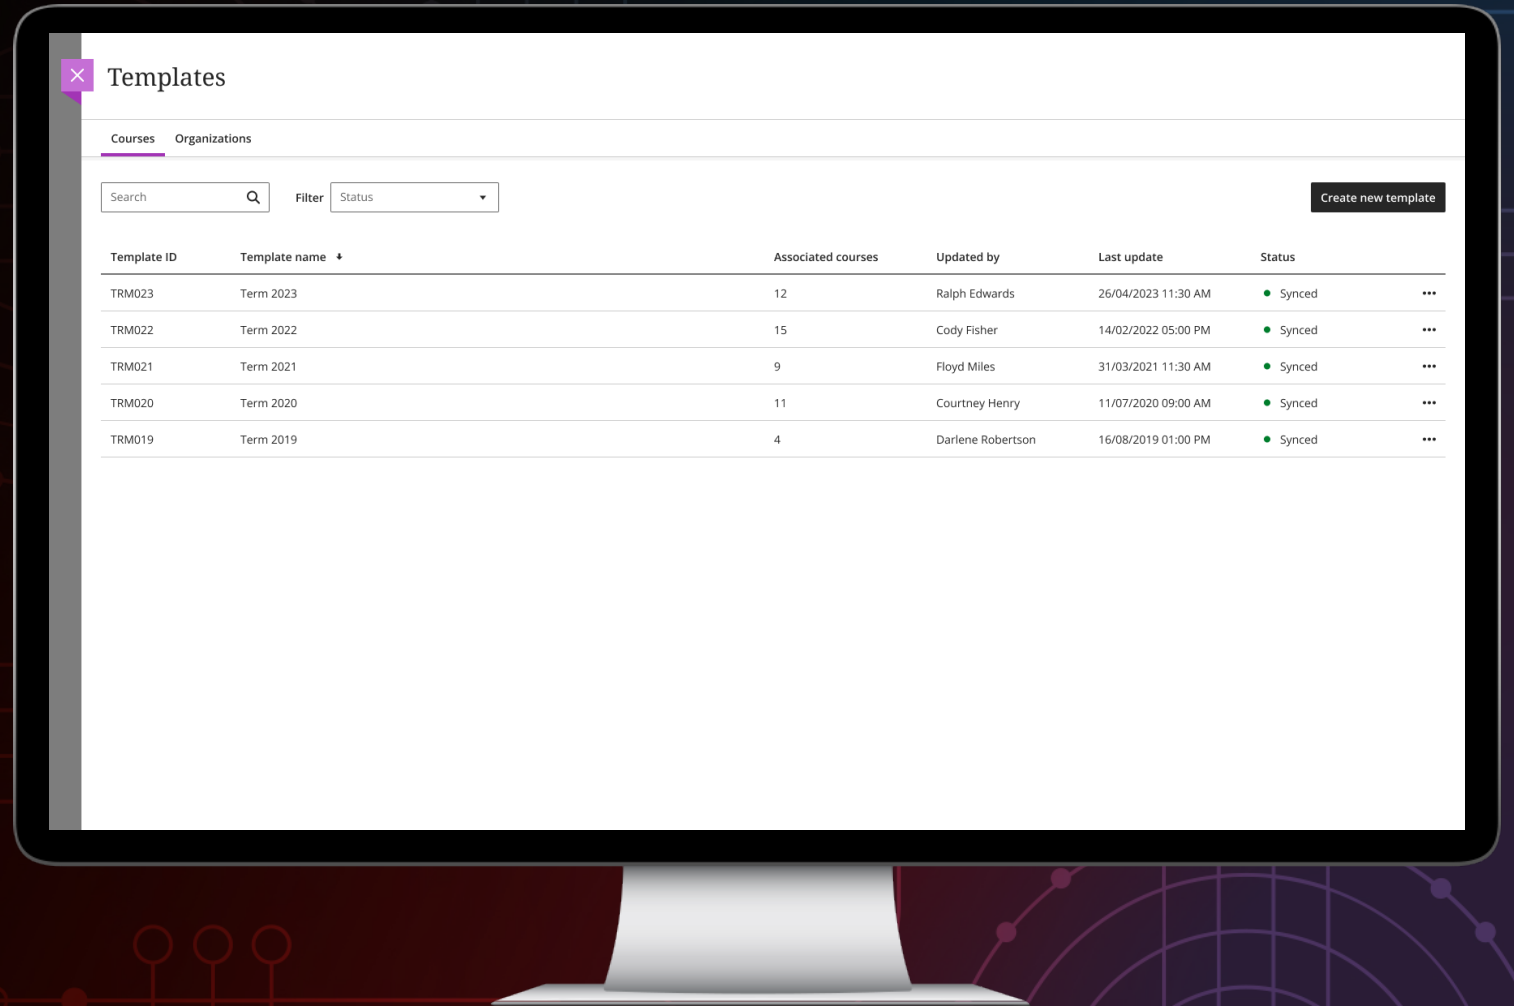 Templates
Courses Organizations
Search Filter Status Create new template
Template ID Template name Associated courses Updated by Last update Status
TRM023 Term 2023 12 Ralph Edwards 26/04/2023 11:30 AM Synced
TRM022 Term 2022 15 Cody Fisher 14/02/2022 05:00 PM Synced
TRM021 Term 2021 9 Floyd Miles 31/03/2021 11:30 AM Synced
TRM020 Term 2020 11 Courtney Henry 11/07/2020 09:00 AM Synced
TRM019 Term 2019 4 Darlene Robertson 16/08/2019 01:00 PM Synced